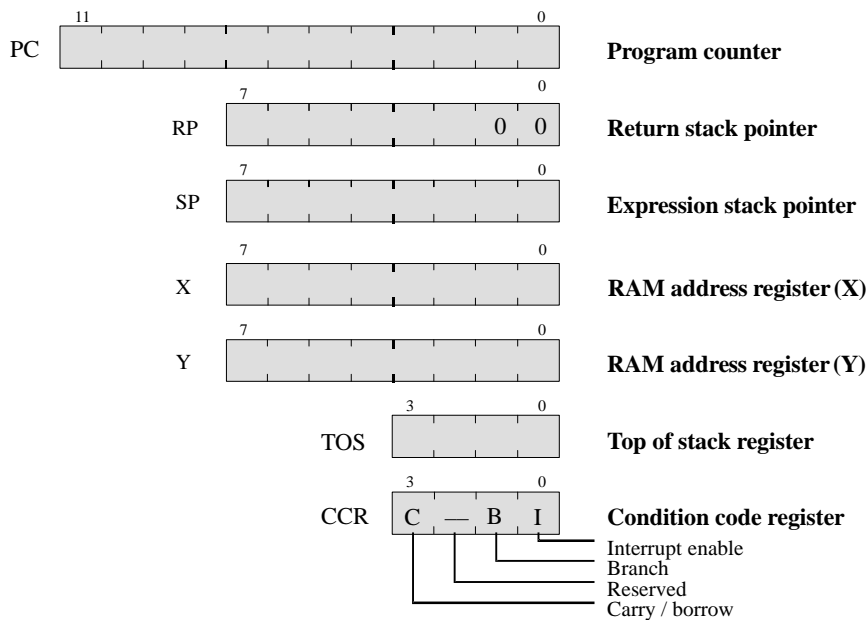 11 0
PC Program counter
7 0
RP 0 0 Return stack pointer
7 0
SP Expression stack pointer
7 0
X RAM address register (X)
7 0
Y RAM address register (Y)
3 0
TOS Top of stack register
3 0
CCR C — B I Condition code register
Interrupt enable
Branch
Reserved
Carry / borrow